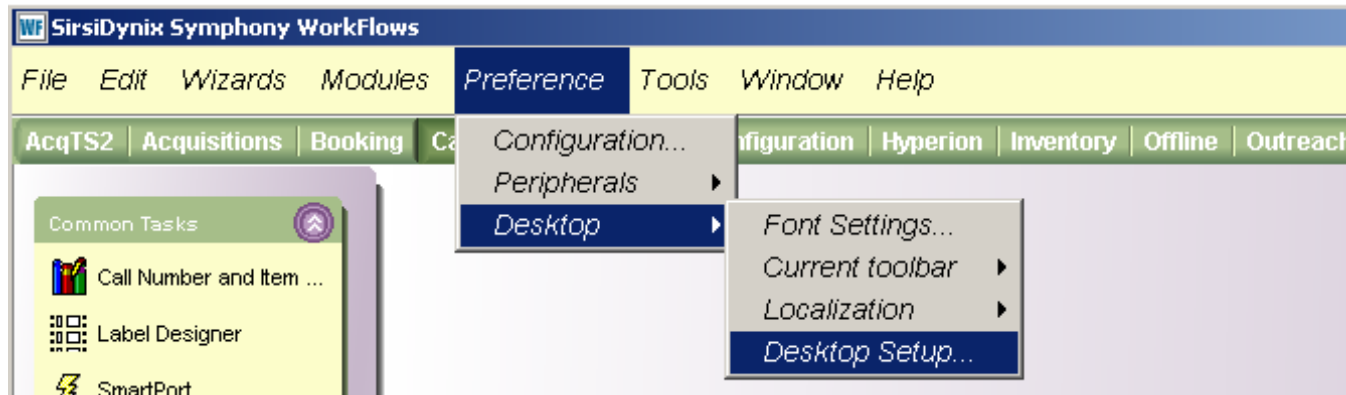 WF SirsiDynix Symphony WorkFlows
File Edit Wizards Modules Preference Tools Window Help
AcqTS2 Acquisitions Booking Ca nfiguration Hyperion Inventory Offline Outreach
Configuration...
Peripherals
Desktop
Font Settings...
Current toolbar
Localization
Desktop Setup...
Common Tasks
Call Number and Item ...
Label Designer
SmartPort